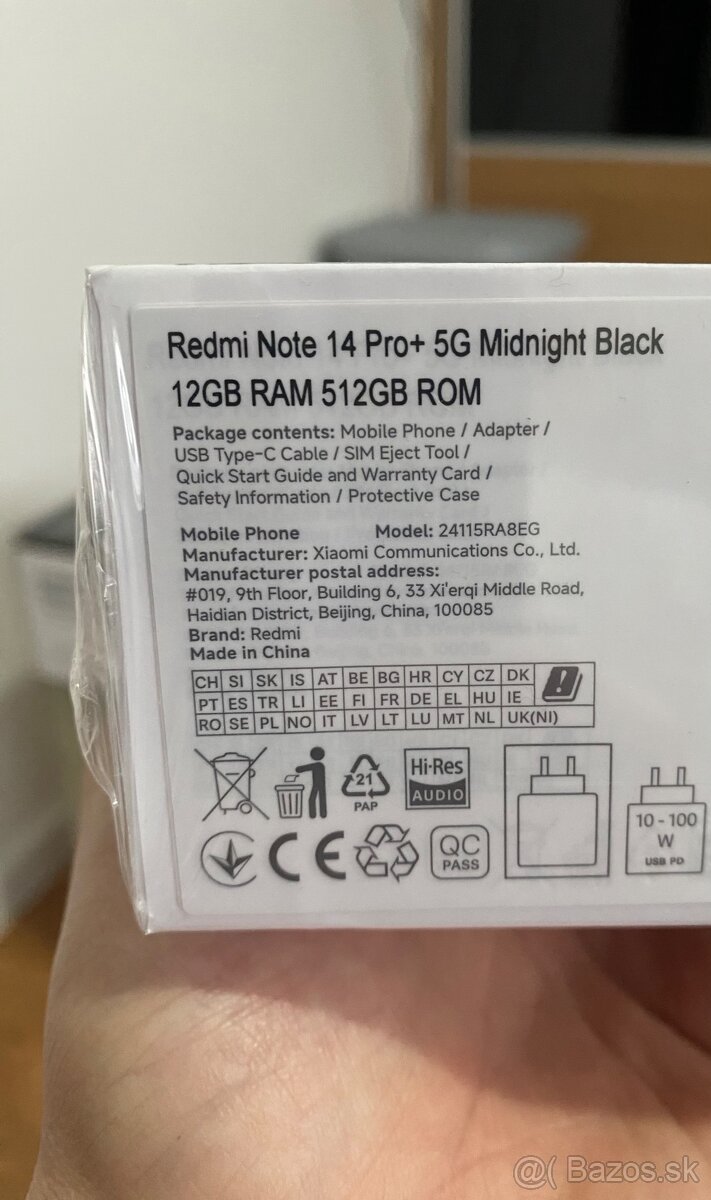 Redmi Note 14 Pro+ 5G Midnight Black
12GB RAM 512GB ROM
Package contents: Mobile Phone / Adapter /
USB Type-C Cable / SIM Eject Tool /
Quick Start Guide and Warranty Card /
Safety Information / Protective Case
Mobile Phone Model: 24115RA8EG
Manufacturer: Xiaomi Communications Co., Ltd.
Manufacturer postal address:
#019, 9th Floor, Building 6, 33 Xi'erqi Middle Road,
Haidian District, Beijing, China, 100085
Brand: Redmi
Made in China
CH SI SK IS AT BE BG HR CY CZ DK
PT ES TR LI EE FI FR DE EL HU IE
RO SE PL NO IT LV LT LU MT NL UK(NI)
21
PAP
Hi-Res
AUDIO
CE
QC
PASS
10 - 100
W
USB PD
@( Bazos.sk